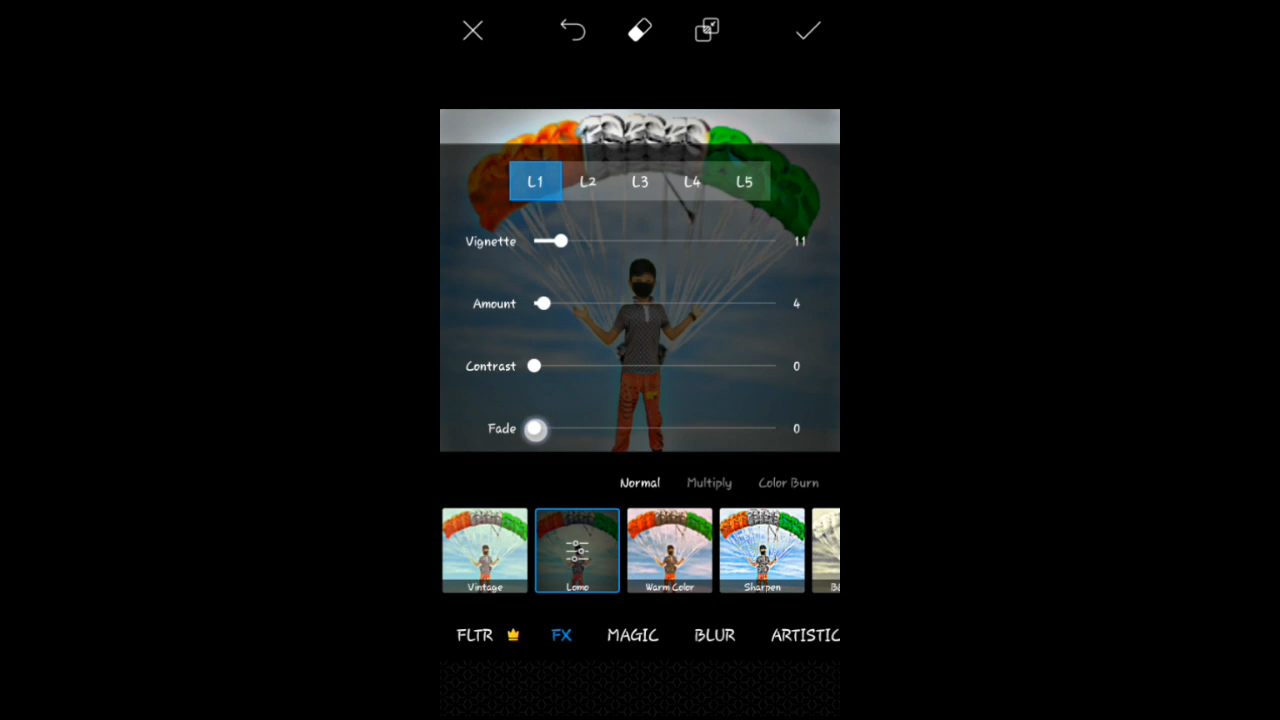 L1 L2 L3 L4 L5
Vignette 11
Amount 4
Contrast 0
Fade 0
Normal Multiply Color Burn
Vintage Lomo Warm Color Sharpen
FLTR FX MAGIC BLUR ARTISTIC